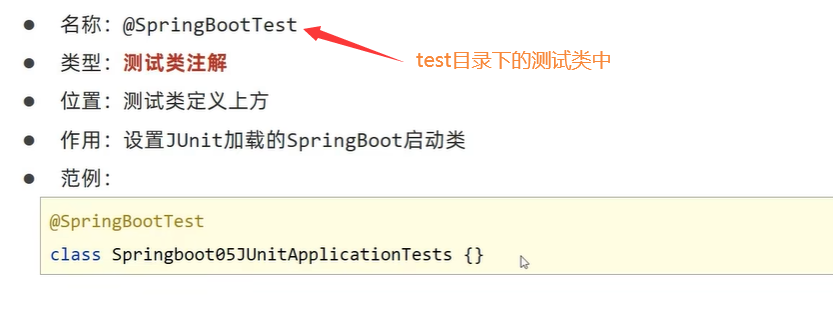 ● 名称：@SpringBootTest
test目录下的测试类中
● 类型：测试类注解
● 位置：测试类定义上方
● 作用：设置JUnit加载的SpringBoot启动类
● 范例：
@SpringBootTest
class Springboot05JUnitApplicationTests {}